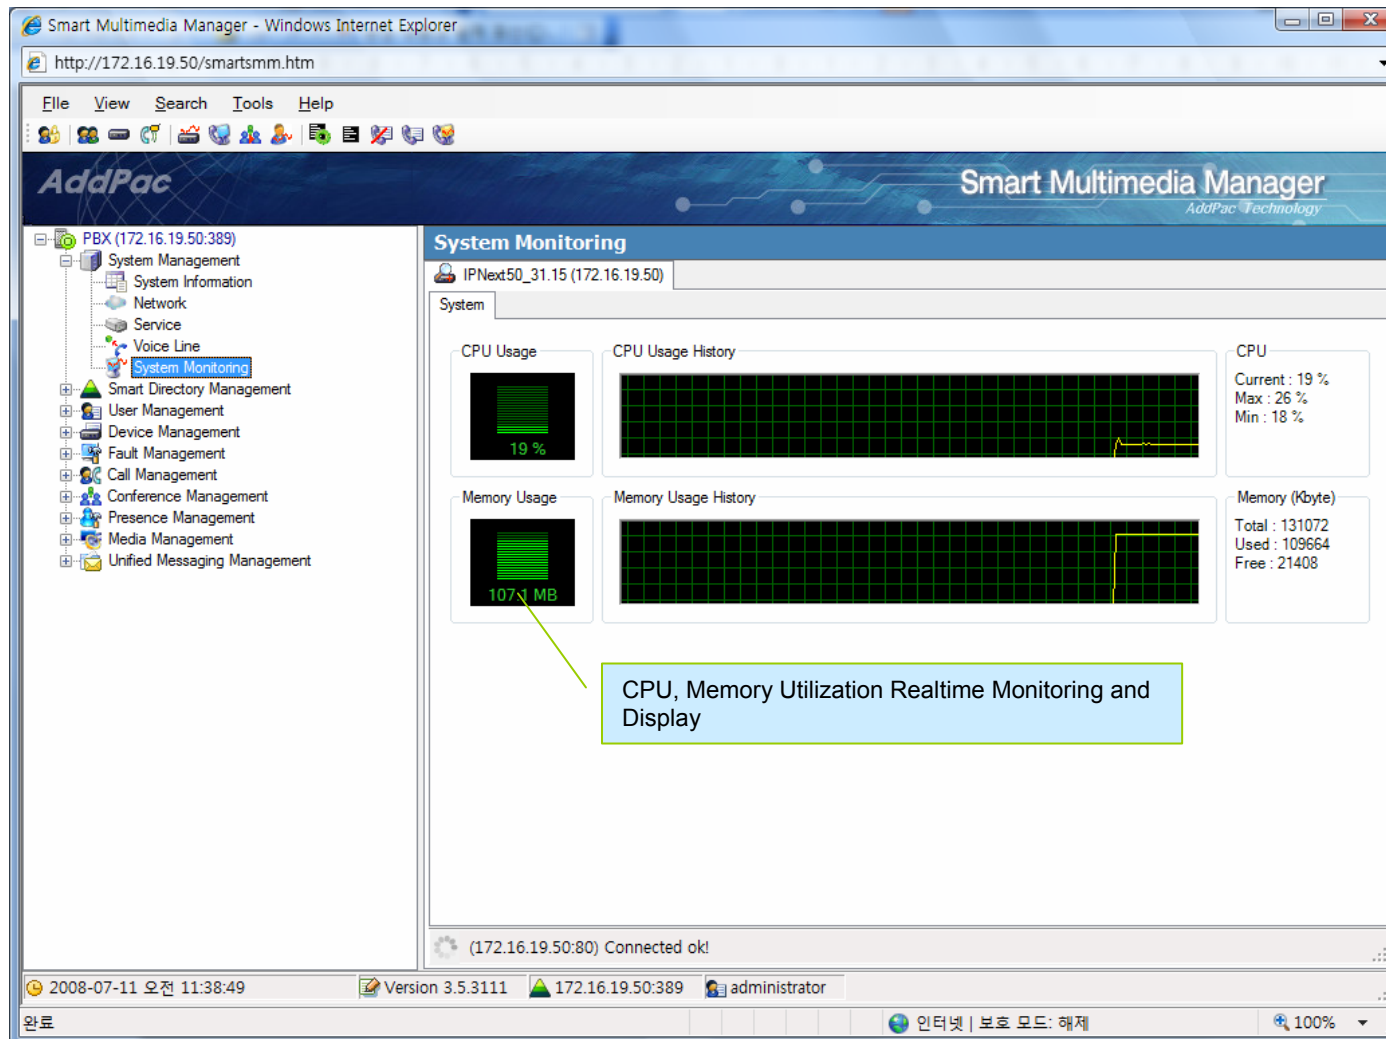 Smart Multimedia Manager - Windows Internet Explorer
http://172.16.19.50/smartsmm.htm
FIle View Search Tools Help
AddPac
Smart Multimedia Manager
AddPac Technology
PBX (172.16.19.50:389)
System Management
System Information
Network
Service
Voice Line
System Monitoring
Smart Directory Management
User Management
Device Management
Fault Management
Call Management
Conference Management
Presence Management
Media Management
Unified Messaging Management
System Monitoring
IPNext50_31.15 (172.16.19.50)
System
CPU Usage
19 %
CPU Usage History
CPU
Current : 19 %
Max : 26 %
Min : 18 %
Memory Usage
107.1 MB
Memory Usage History
Memory (Kbyte)
Total : 131072
Used : 109664
Free : 21408
CPU, Memory Utilization Realtime Monitoring and
Display
(172.16.19.50:80) Connected ok!
2008-07-11 오전 11:38:49
Version 3.5.3111
172.16.19.50:389
administrator
완료
인터넷 | 보호 모드: 해제
100%